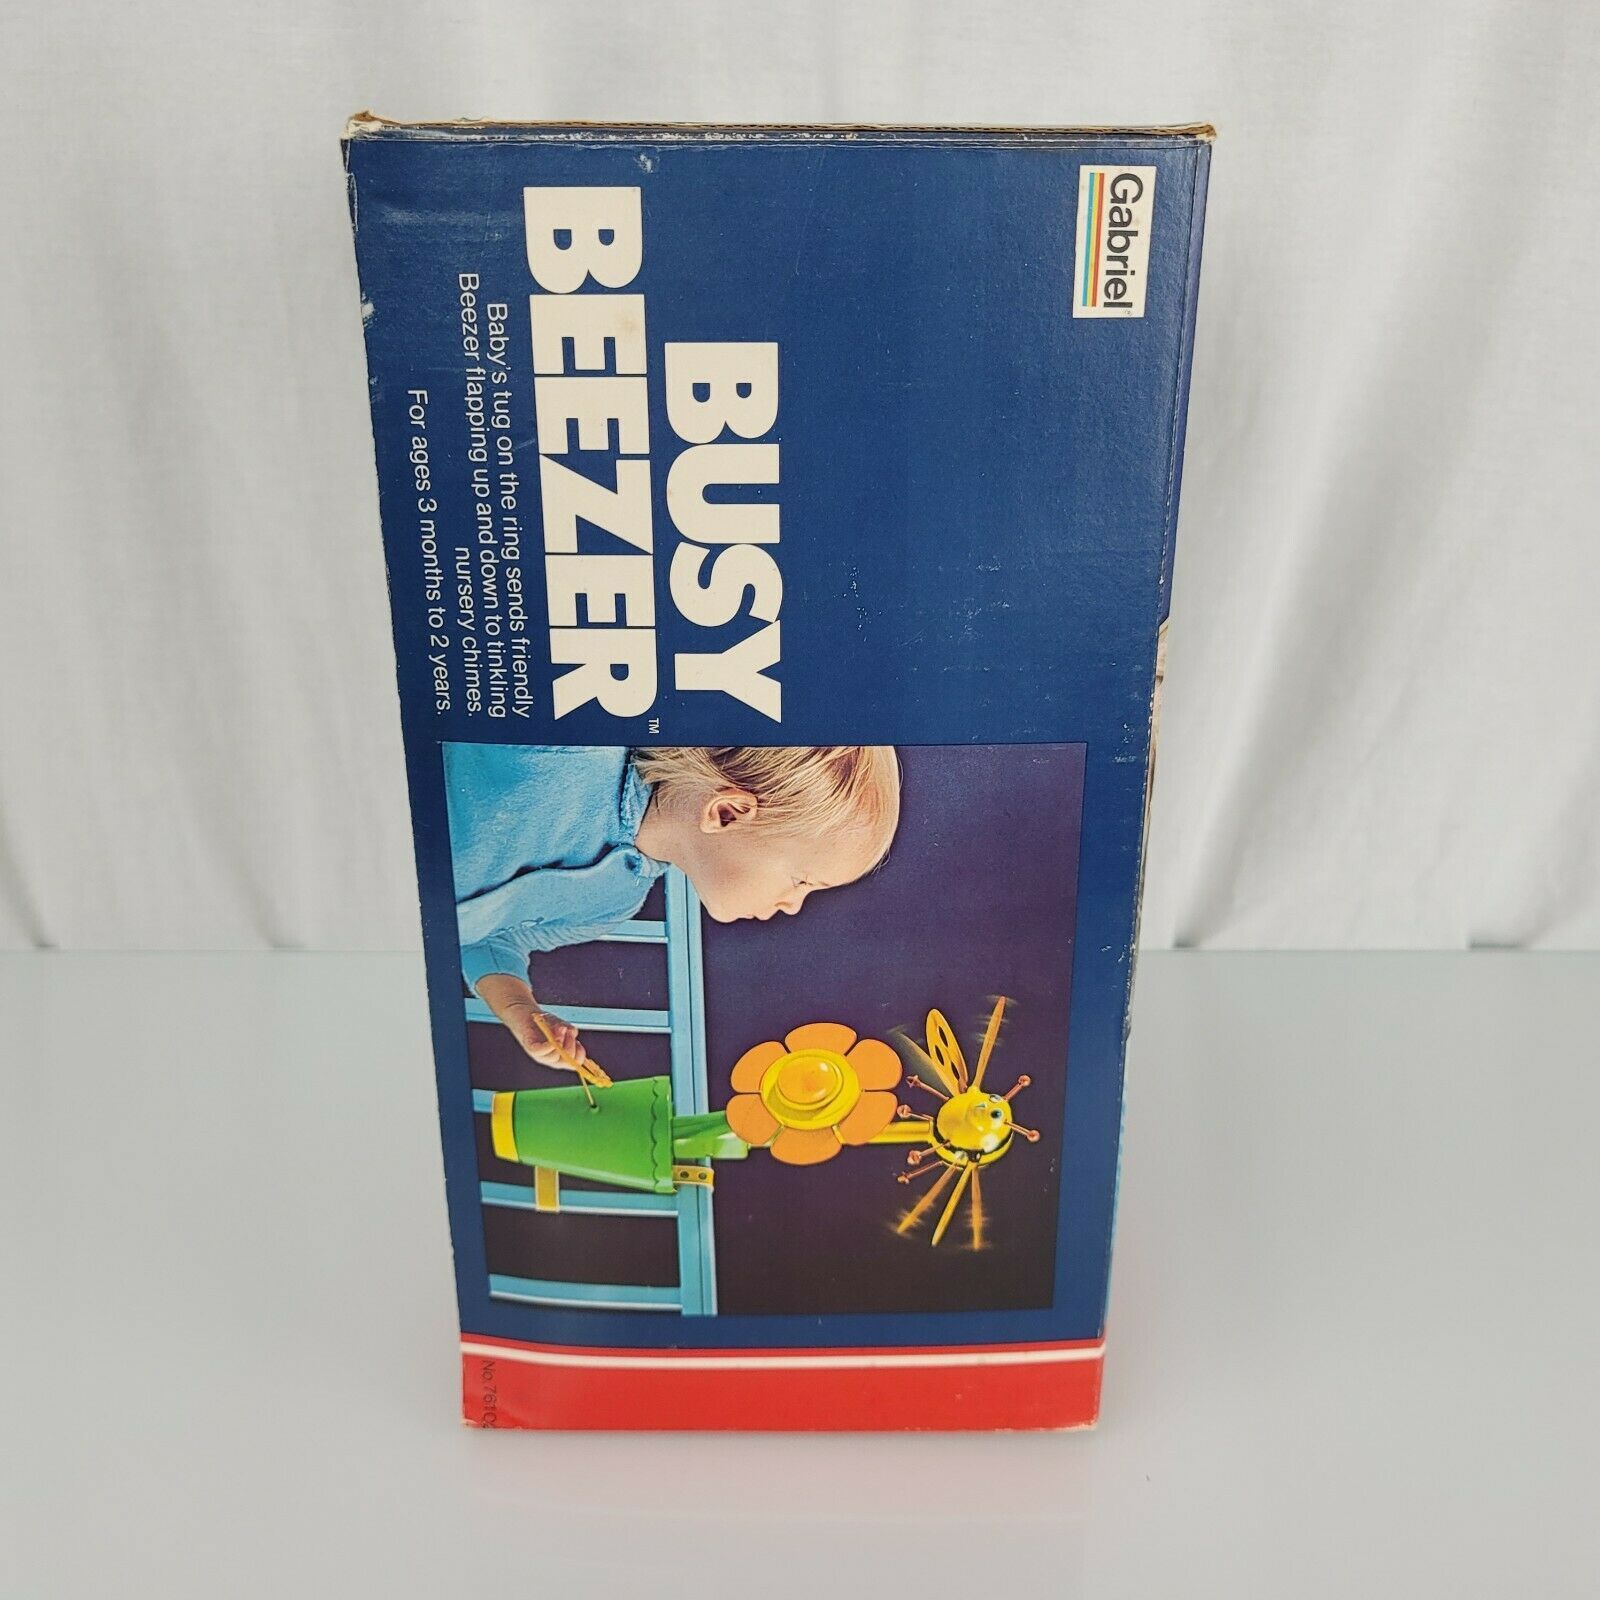 Gabriel
BUSY
BEEZER™
Baby's tug on the ring sends friendly
Beezer flapping up and down to tinkling
nursery chimes.
For ages 3 months to 2 years.
No.